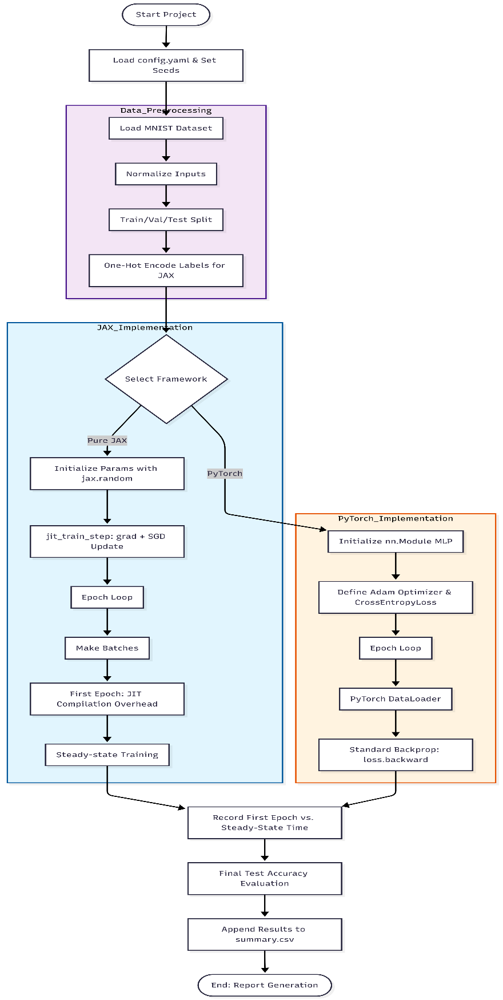 Start Project
Load config.yaml & Set
Seeds
Data_Preprocessing
Load MNIST Dataset
Normalize Inputs
Train/Val/Test Split
One-Hot Encode Labels for
JAX
JAX_Implementation
Select Framework
Pure JAX
PyTorch
Initialize Params with
jax.random
jit_train_step: grad + SGD
Update
Epoch Loop
Make Batches
First Epoch: JIT
Compilation Overhead
Steady-state Training
PyTorch_Implementation
Initialize nn.Module MLP
Define Adam Optimizer &
CrossEntropyLoss
Epoch Loop
PyTorch DataLoader
Standard Backprop:
loss.backward
Record First Epoch vs.
Steady-State Time
Final Test Accuracy
Evaluation
Append Results to
summary.csv
End: Report Generation